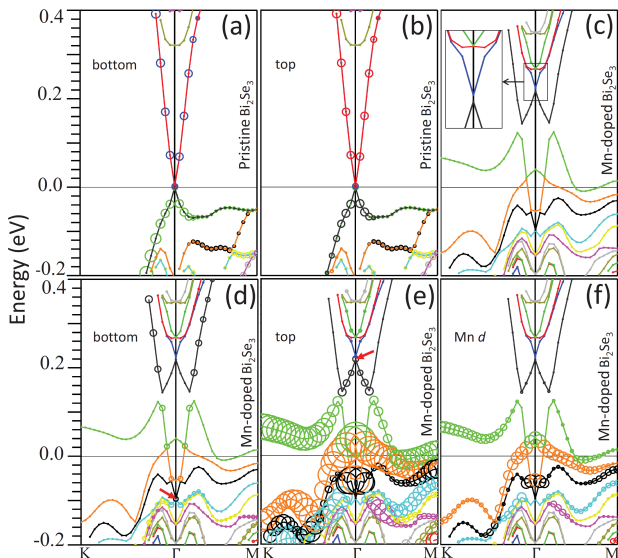 0.4
0.2
0.0
-0.2
0.4
0.2
0.0
-0.2
Energy (eV)
(a)
bottom
Pristine Bi₂Se₃
(b)
top
Pristine Bi₂Se₃
(c)
Mn-doped Bi₂Se₃
(d)
bottom
Mn-doped Bi₂Se₃
(e)
top
Mn-doped Bi₂Se₃
(f)
Mn d
Mn-doped Bi₂Se₃
K Γ M K Γ M K Γ M